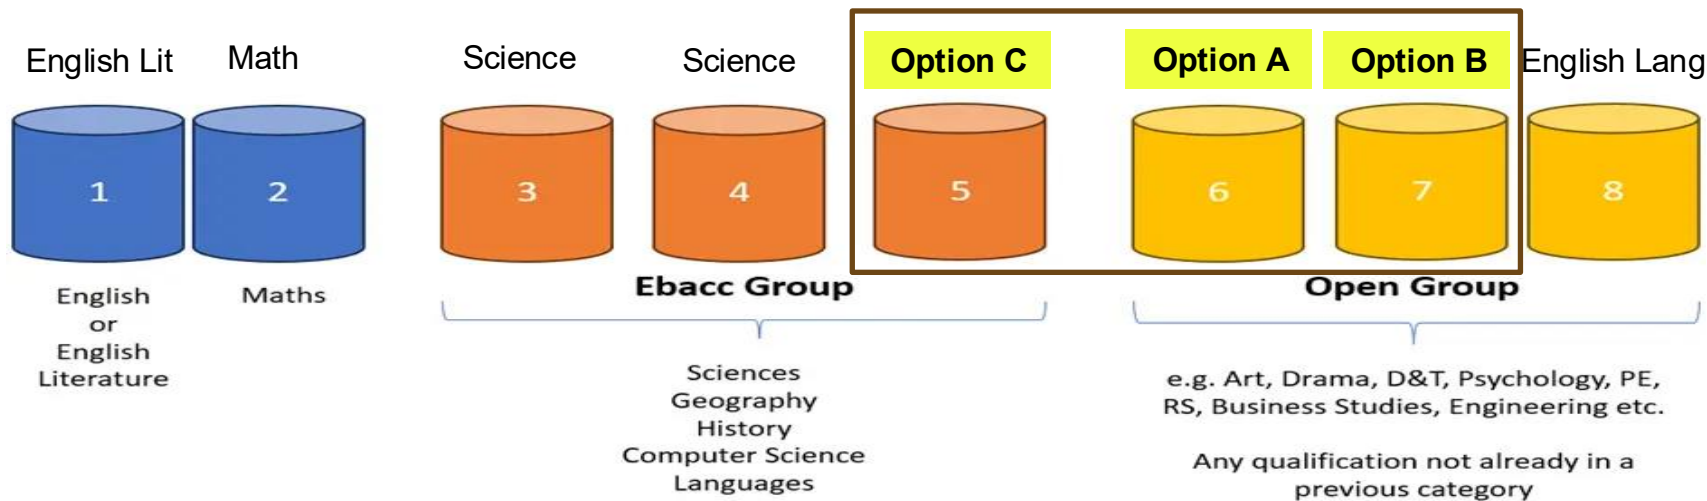 English Lit
Math
Science
Science
Option C
Option A
Option B
English Lang
1
2
3
4
5
6
7
8
English
or
English
Literature
Maths
Ebacc Group
Sciences
Geography
History
Computer Science
Languages
Open Group
e.g. Art, Drama, D&T, Psychology, PE,
RS, Business Studies, Engineering etc.
Any qualification not already in a
previous category